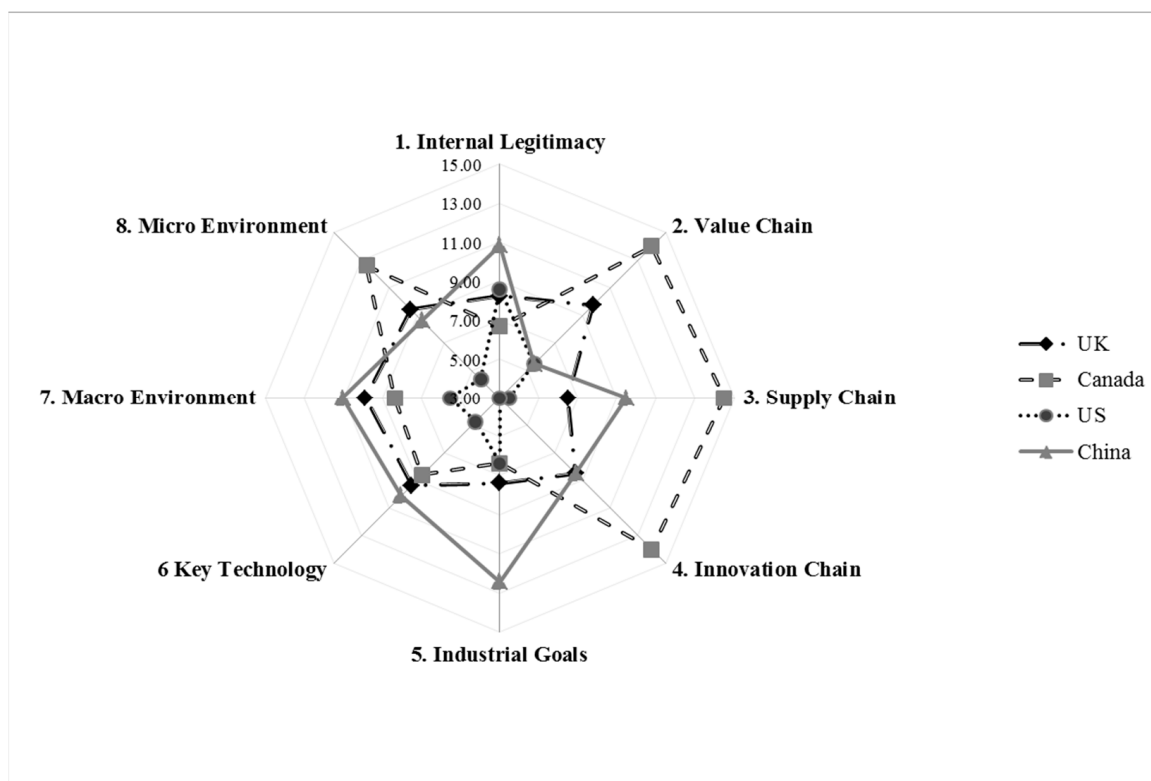 1. Internal Legitimacy
15.00
13.00
8. Micro Environment
2. Value Chain
11.00
9.00
7.00
UK
5.00
Canada
7. Macro Environment
3.00
3. Supply Chain
US
China
6 Key Technology
4. Innovation Chain
5. Industrial Goals